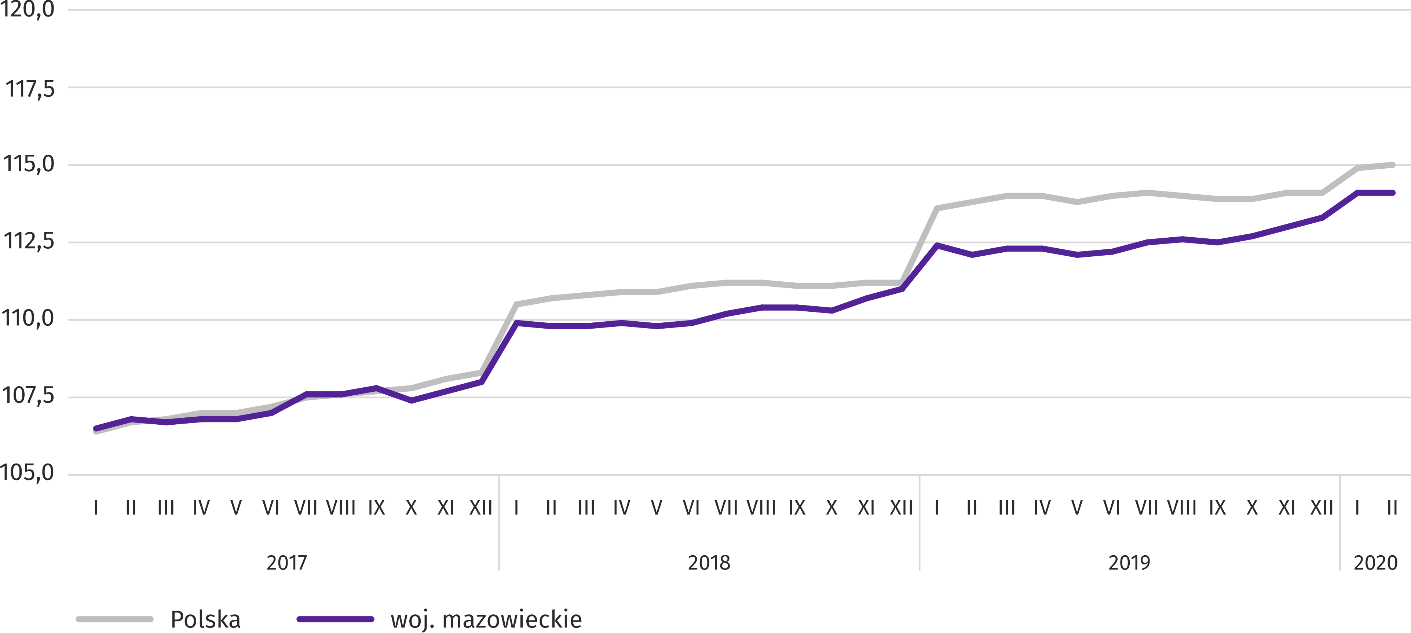 120,0
117,5
115,0
112,5
110,0
107,5
105,0
I II III IV V VI VII VIII IX X XI XII I II III IV V VI VII VIII IX X XI XII I II III IV V VI VII VIII IX X XI XII I II
2017 2018 2019 2020
Polska woj. mazowieckie